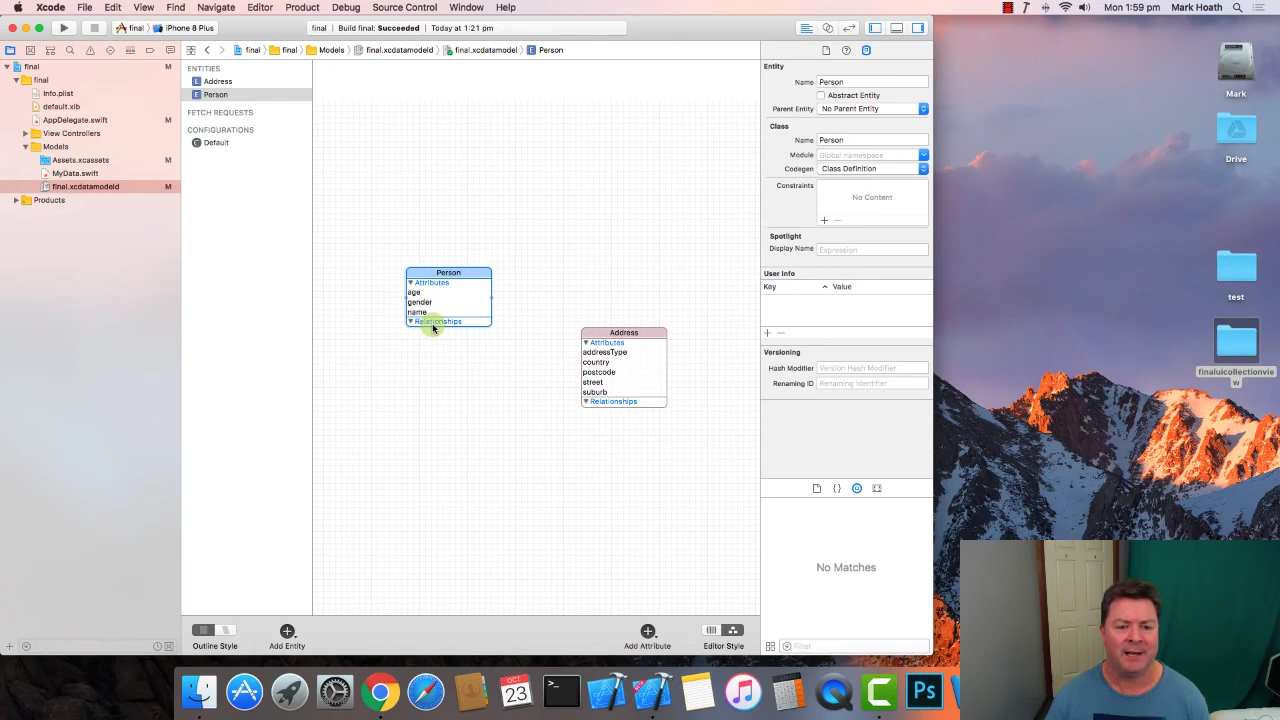 Xcode File Edit View Find Navigate Editor Product Debug Source Control Window Help Mon 1:59 pm Mark Hoath
final iPhone 8 Plus final Build final: Succeeded Today at 1:21 pm
final final Models final.xcdatamodeld final.xcdatamodel Person
final M
final
Info.plist
default.xib
AppDelegate.swift M
View Controllers
Models
Assets.xcassets M
MyData.swift
final.xcdatamodeld M
Products
ENTITIES
E Address
E Person
FETCH REQUESTS
CONFIGURATIONS
C Default
Person
Attributes
age
gender
name
Relationships
Address
Attributes
addressType
country
postcode
street
suburb
Relationships
Outline Style
Add Entity
Add Attribute
Editor Style
Entity
Name Person
Abstract Entity
Parent Entity No Parent Entity
Class
Name Person
Module Global namespace
Codegen Class Definition
Constraints
No Content
Spotlight
Display Name Expression
User Info
Key Value
Versioning
Hash Modifier Version Hash Modifier
Renaming ID Renaming Identifier
No Matches
Filter
Mark
Drive
test
finaluicollectionvie
w
OCT
23
Ps